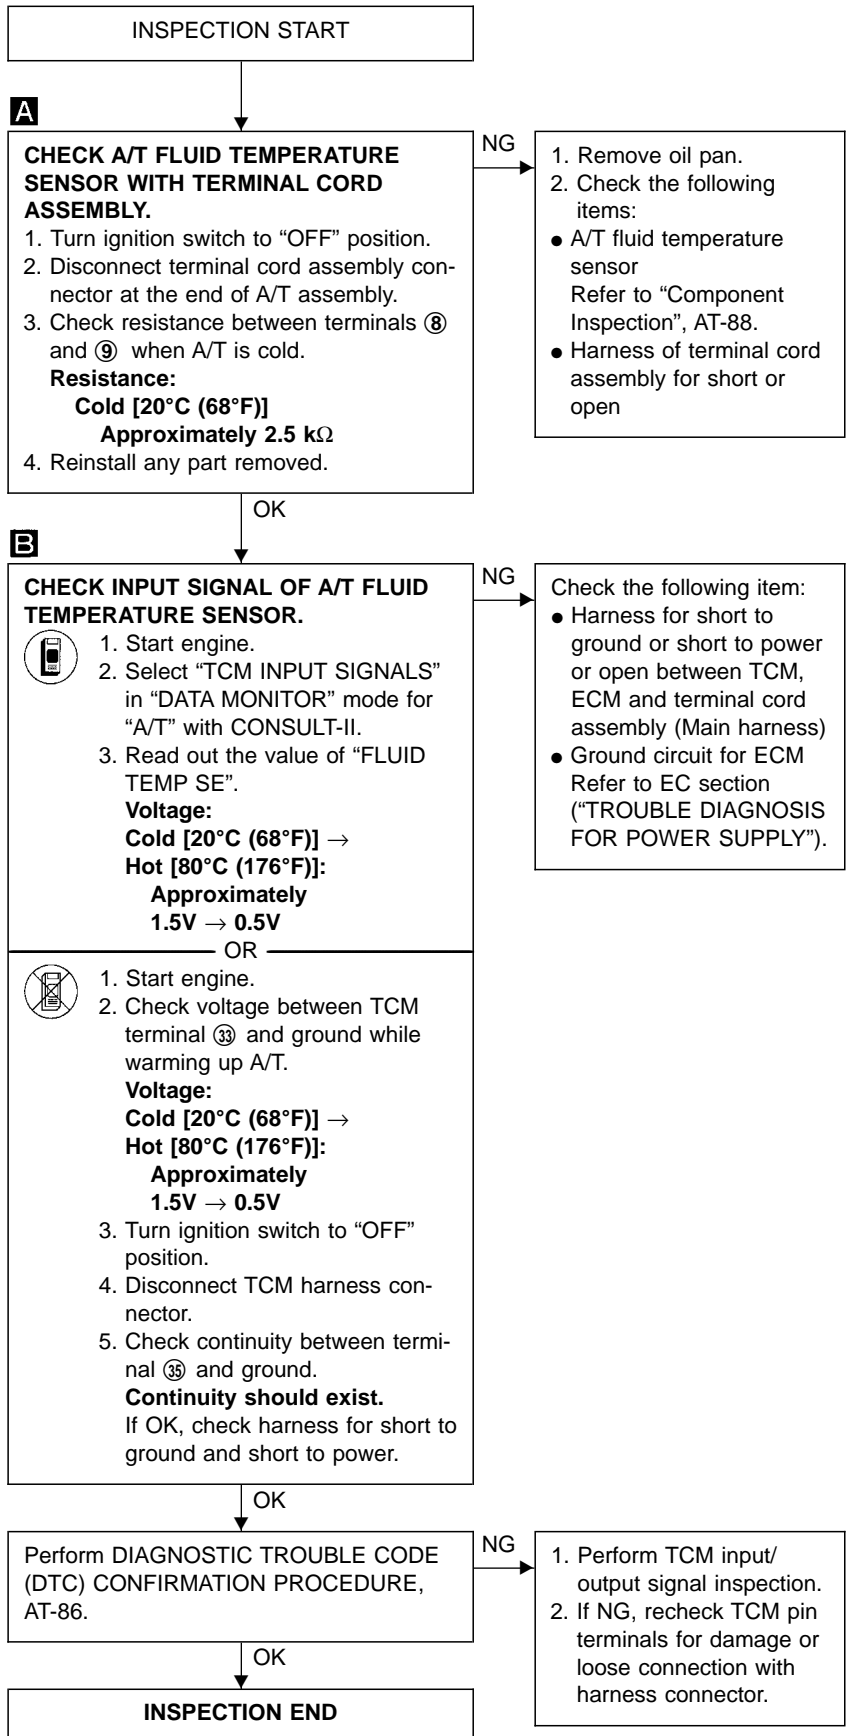 INSPECTION START
A
CHECK A/T FLUID TEMPERATURE
SENSOR WITH TERMINAL CORD
ASSEMBLY.
1. Turn ignition switch to “OFF” position.
2. Disconnect terminal cord assembly con-
nector at the end of A/T assembly.
3. Check resistance between terminals ⑧
and ⑨ when A/T is cold.
Resistance:
Cold [20°C (68°F)]
Approximately 2.5 kΩ
4. Reinstall any part removed.
NG
1. Remove oil pan.
2. Check the following
items:
● A/T fluid temperature
sensor
Refer to “Component
Inspection”, AT-88.
● Harness of terminal cord
assembly for short or
open
OK
B
CHECK INPUT SIGNAL OF A/T FLUID
TEMPERATURE SENSOR.
1. Start engine.
2. Select “TCM INPUT SIGNALS”
in “DATA MONITOR” mode for
“A/T” with CONSULT-II.
3. Read out the value of “FLUID
TEMP SE”.
Voltage:
Cold [20°C (68°F)] →
Hot [80°C (176°F)]:
Approximately
1.5V → 0.5V
OR
1. Start engine.
2. Check voltage between TCM
terminal ㉝ and ground while
warming up A/T.
Voltage:
Cold [20°C (68°F)] →
Hot [80°C (176°F)]:
Approximately
1.5V → 0.5V
3. Turn ignition switch to “OFF”
position.
4. Disconnect TCM harness con-
nector.
5. Check continuity between termi-
nal ㉟ and ground.
Continuity should exist.
If OK, check harness for short to
ground and short to power.
NG
Check the following item:
● Harness for short to
ground or short to power
or open between TCM,
ECM and terminal cord
assembly (Main harness)
● Ground circuit for ECM
Refer to EC section
(“TROUBLE DIAGNOSIS
FOR POWER SUPPLY”).
OK
Perform DIAGNOSTIC TROUBLE CODE
(DTC) CONFIRMATION PROCEDURE,
AT-86.
NG
1. Perform TCM input/
output signal inspection.
2. If NG, recheck TCM pin
terminals for damage or
loose connection with
harness connector.
OK
INSPECTION END